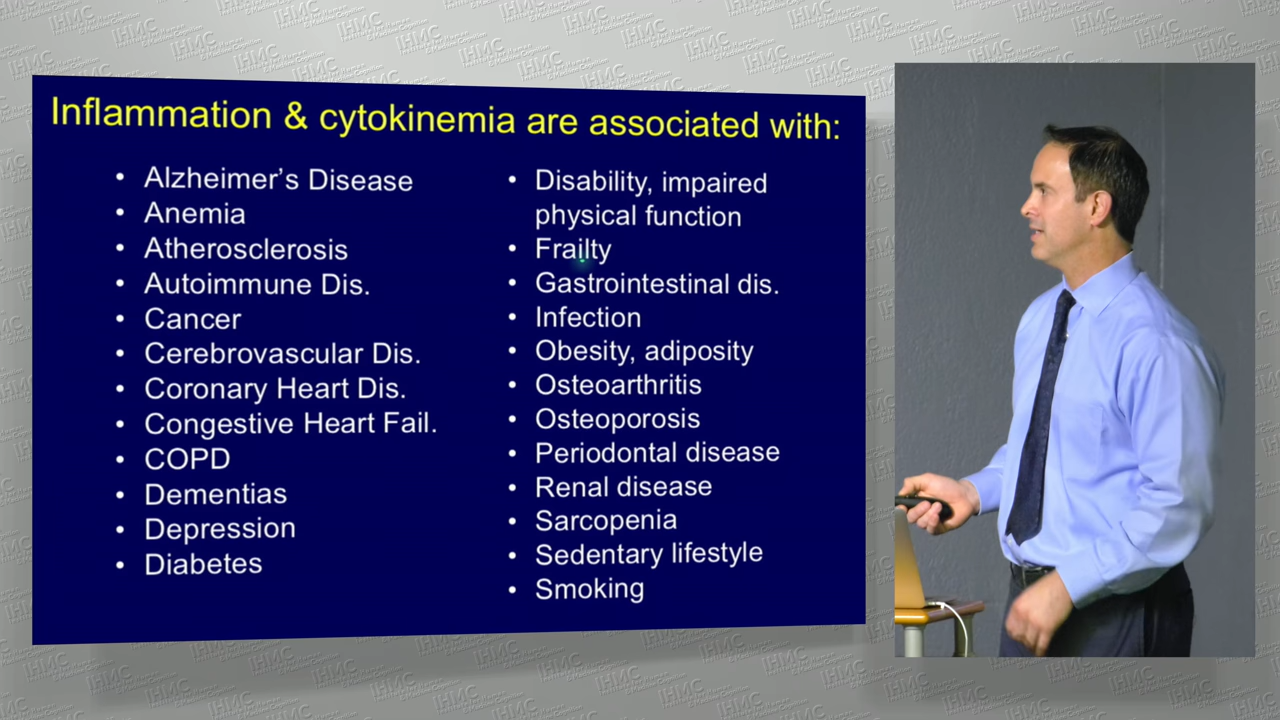 Inflammation & cytokinemia are associated with:
• Alzheimer's Disease
• Anemia
• Atherosclerosis
• Autoimmune Dis.
• Cancer
• Cerebrovascular Dis.
• Coronary Heart Dis.
• Congestive Heart Fail.
• COPD
• Dementias
• Depression
• Diabetes
• Disability, impaired
physical function
• Frailty
• Gastrointestinal dis.
• Infection
• Obesity, adiposity
• Osteoarthritis
• Osteoporosis
• Periodontal disease
• Renal disease
• Sarcopenia
• Sedentary lifestyle
• Smoking
IHMC